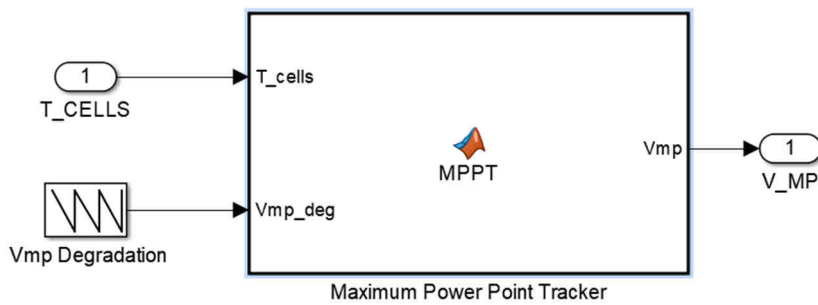 1
T_CELLS
T_cells
Vmp Degradation
Vmp_deg
MPPT
Vmp
1
V_MP
Maximum Power Point Tracker